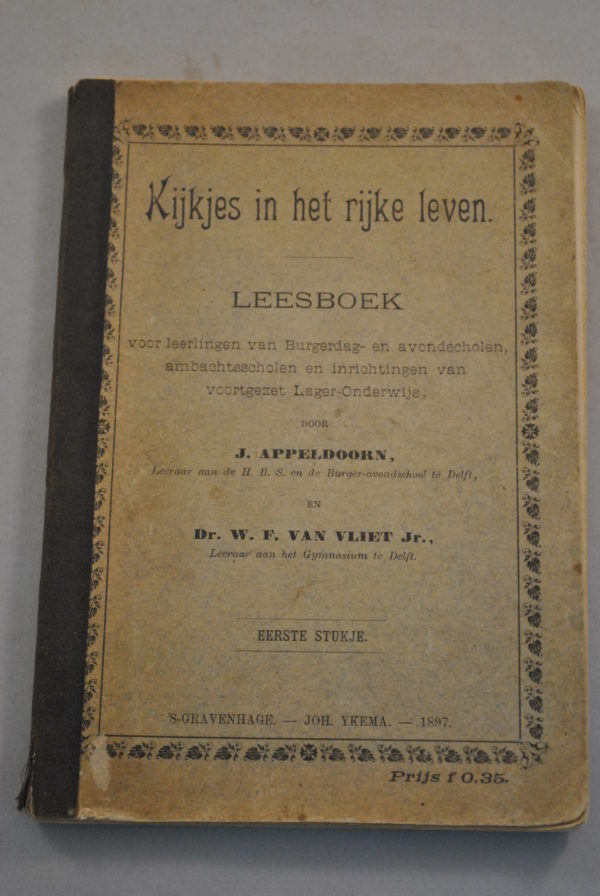 Kijkjes in het rijke leven.
LEESBOEK
voor leerlingen van Burgerdag- en avondscholen,
ambachtsscholen en inrichtingen van
voortgezet Lager-Onderwijs,
DOOR
J. APPELDOORN,
Leeraar aan de H. B. S. en de Burger-avondschool te Delft,
EN
Dr. W. F. VAN VLIET Jr.,
Leeraar aan het Gymnasium te Delft.
EERSTE STUKJE.
'S-GRAVENHAGE. — JOH. YKEMA. — 1897.
Prijs f 0.35.